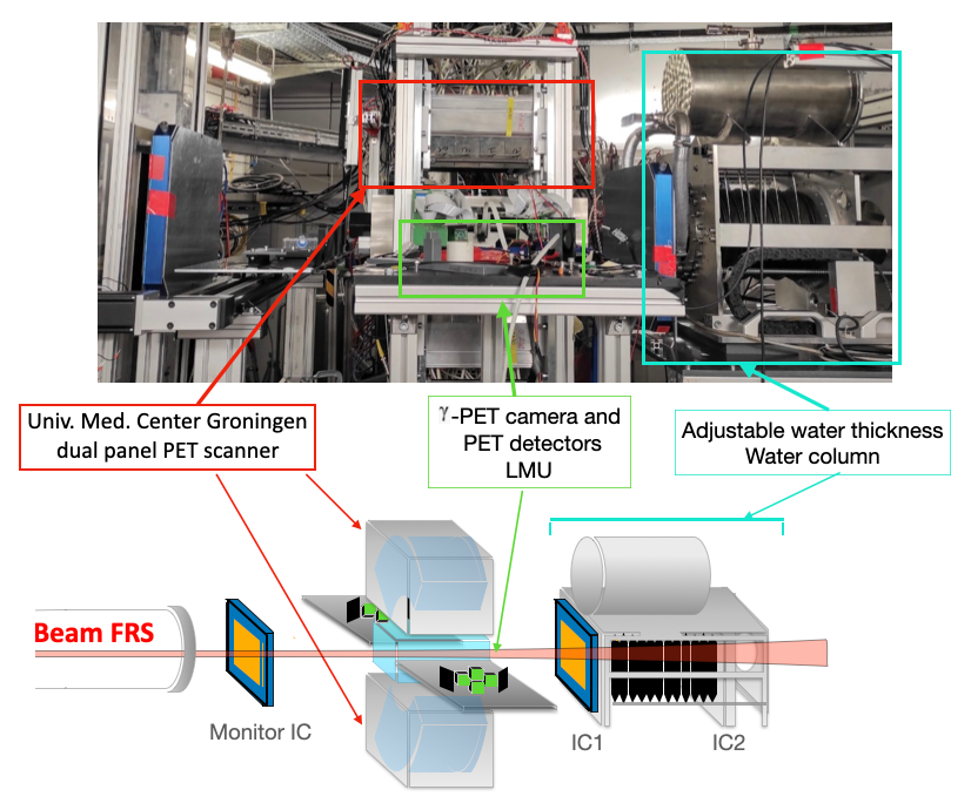 Univ. Med. Center Groningen
dual panel PET scanner
γ-PET camera and
PET detectors
LMU
Adjustable water thickness
Water column
Beam FRS
Monitor IC
IC1
IC2